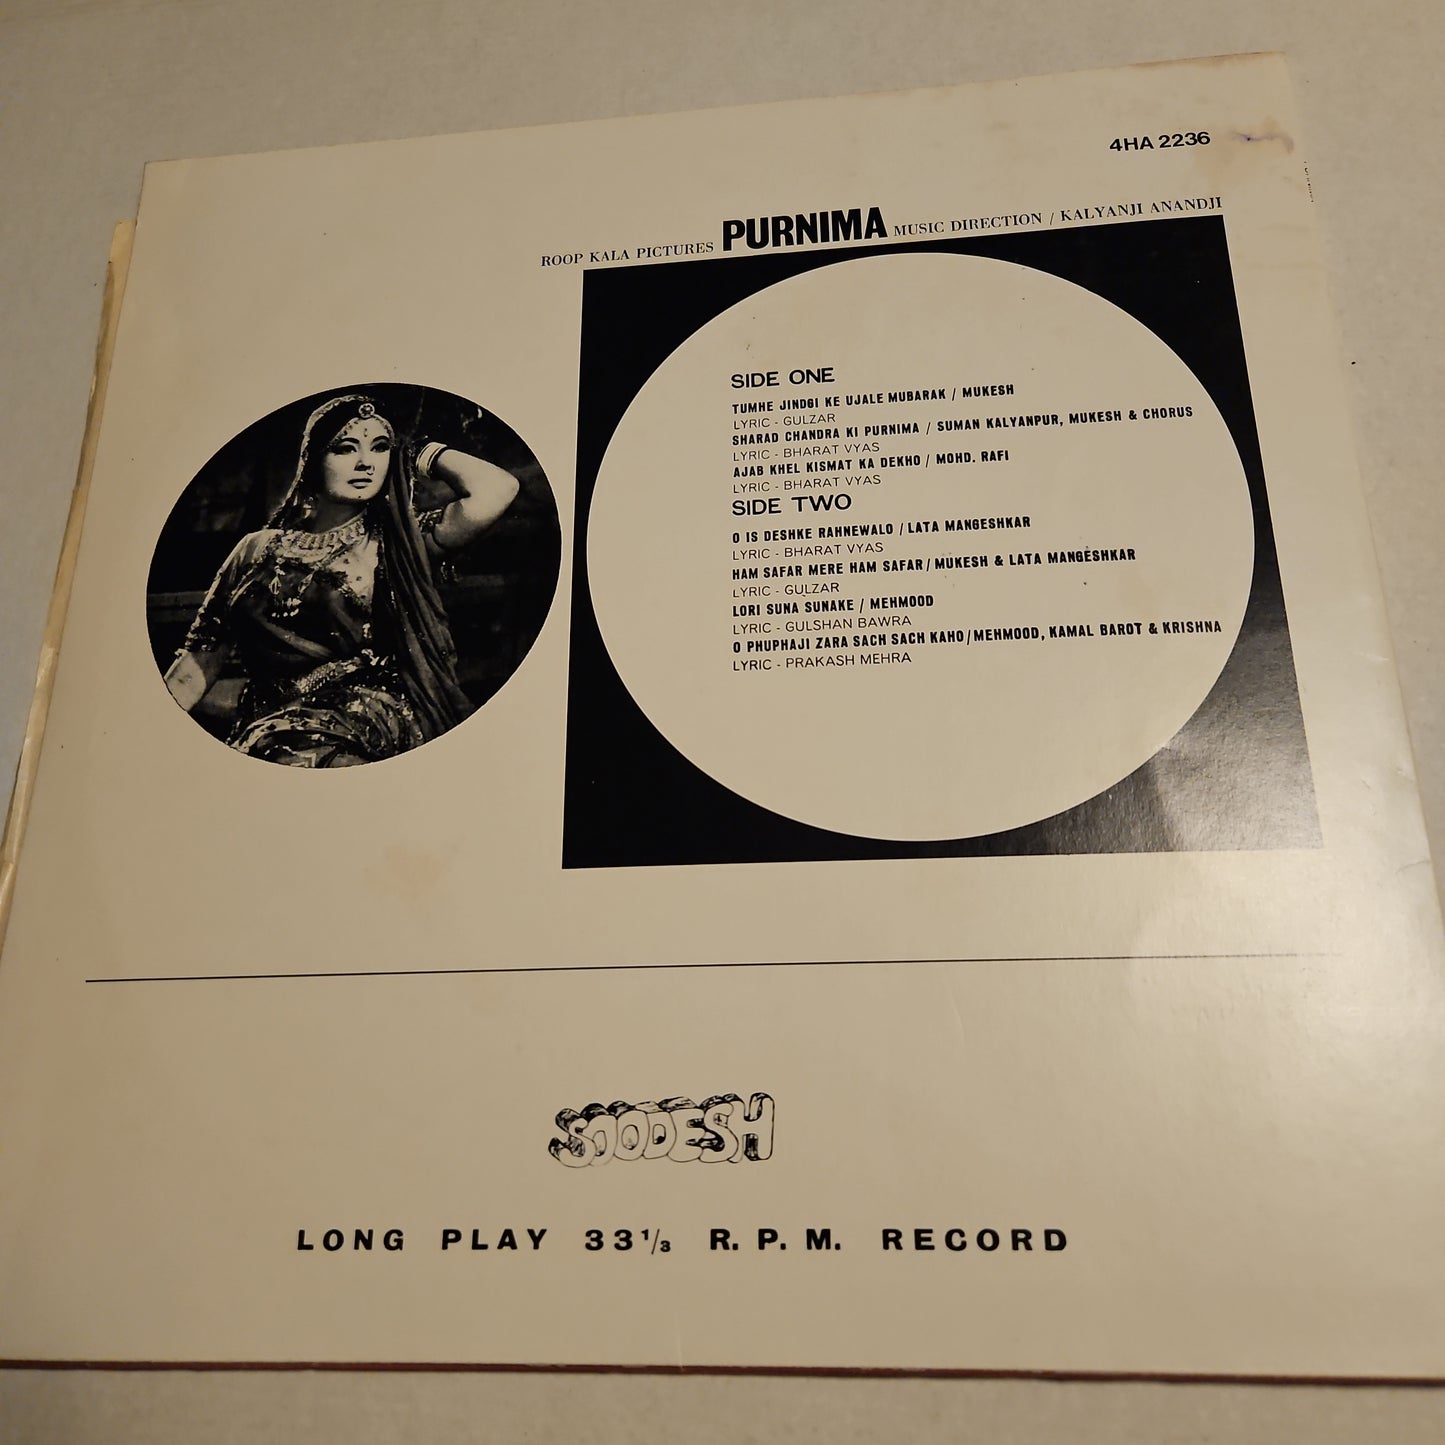 4HA 2236
ROOP KALA PICTURES PURNIMA MUSIC DIRECTION / KALYANJI ANANDJI
SIDE ONE
TUMHE JINDGI KE UJALE MUBARAK / MUKESH
LYRIC - GULZAR
SHARAD CHANDRA KI PURNIMA / SUMAN KALYANPUR, MUKESH & CHORUS
LYRIC - BHARAT VYAS
AJAB KHEL KISMAT KA DEKHO / MOHD. RAFI
LYRIC - BHARAT VYAS
SIDE TWO
O IS DESHKE RAHNEWALO / LATA MANGESHKAR
LYRIC - BHARAT VYAS
HAM SAFAR MERE HAM SAFAR / MUKESH & LATA MANGESHKAR
LYRIC - GULZAR
LORI SUNA SUNAKE / MEHMOOD
LYRIC - GULSHAN BAWRA
O PHUPHAJI ZARA SACH SACH KAHO / MEHMOOD, KAMAL BAROT & KRISHNA
LYRIC - PRAKASH MEHRA
SOODESH
LONG PLAY 33 1/3 R. P. M. RECORD